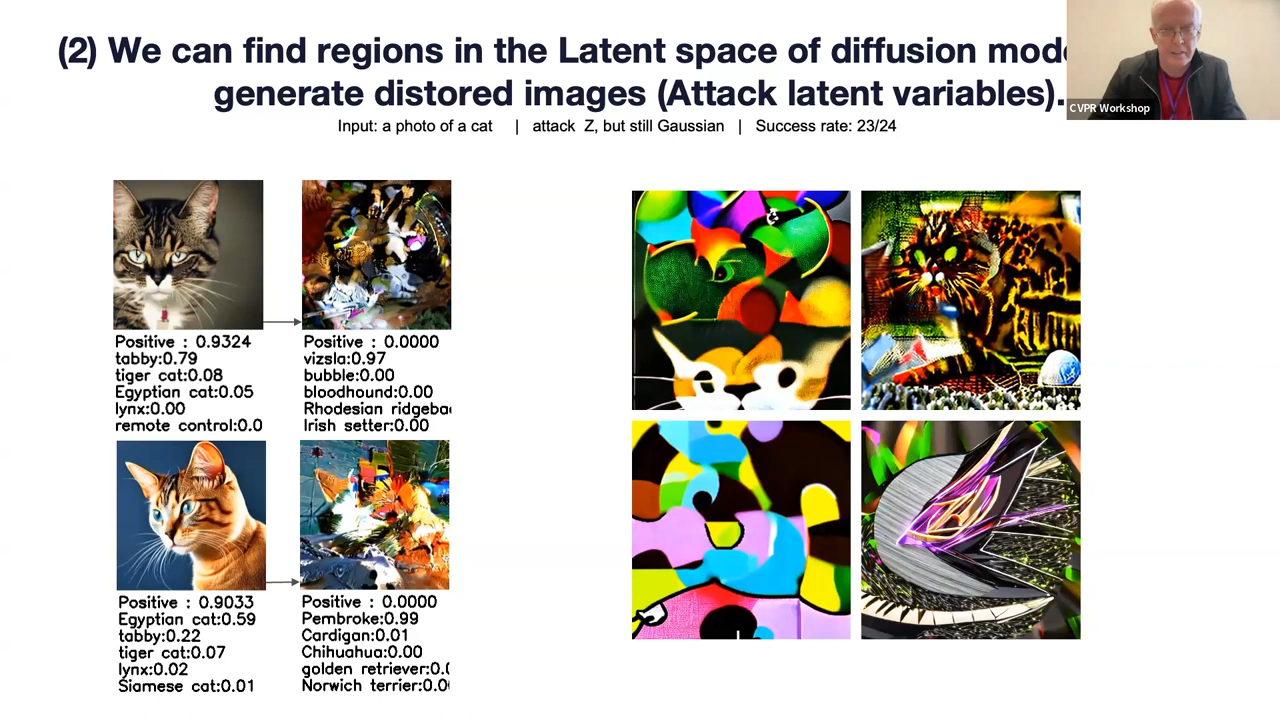 (2) We can find regions in the Latent space of diffusion mode
generate distored images (Attack latent variables).
CVPR Workshop
Input: a photo of a cat | attack Z, but still Gaussian | Success rate: 23/24
Positive : 0.9324
tabby:0.79
tiger cat:0.08
Egyptian cat:0.05
lynx:0.00
remote control:0.0
Positive : 0.0000
vizsla:0.97
bubble:0.00
bloodhound:0.00
Rhodesian ridgeba
Irish setter:0.00
Positive : 0.9033
Egyptian cat:0.59
tabby:0.22
tiger cat:0.07
lynx:0.02
Siamese cat:0.01
Positive : 0.0000
Pembroke:0.99
Cardigan:0.01
Chihuahua:0.00
golden retriever:0.0
Norwich terrier:0.0